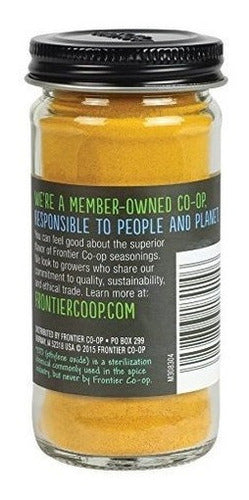 WE'RE A MEMBER-OWNED CO-OP,
RESPONSIBLE TO PEOPLE AND PLANET
You can feel good about the superior
flavor of Frontier Co-op seasonings.
We look to growers who share our
commitment to quality, sustainability,
and ethical trade. Learn more at:
FRONTIERCOOP.COM
DISTRIBUTED BY FRONTIER CO-OP • PO BOX 299
NORWAY, IA 52318 USA © 2015 FRONTIER CO-OP
(ethylene oxide) is a sterilization
chemical commonly used in the spice
industry, but never by Frontier Co-op.
M308304